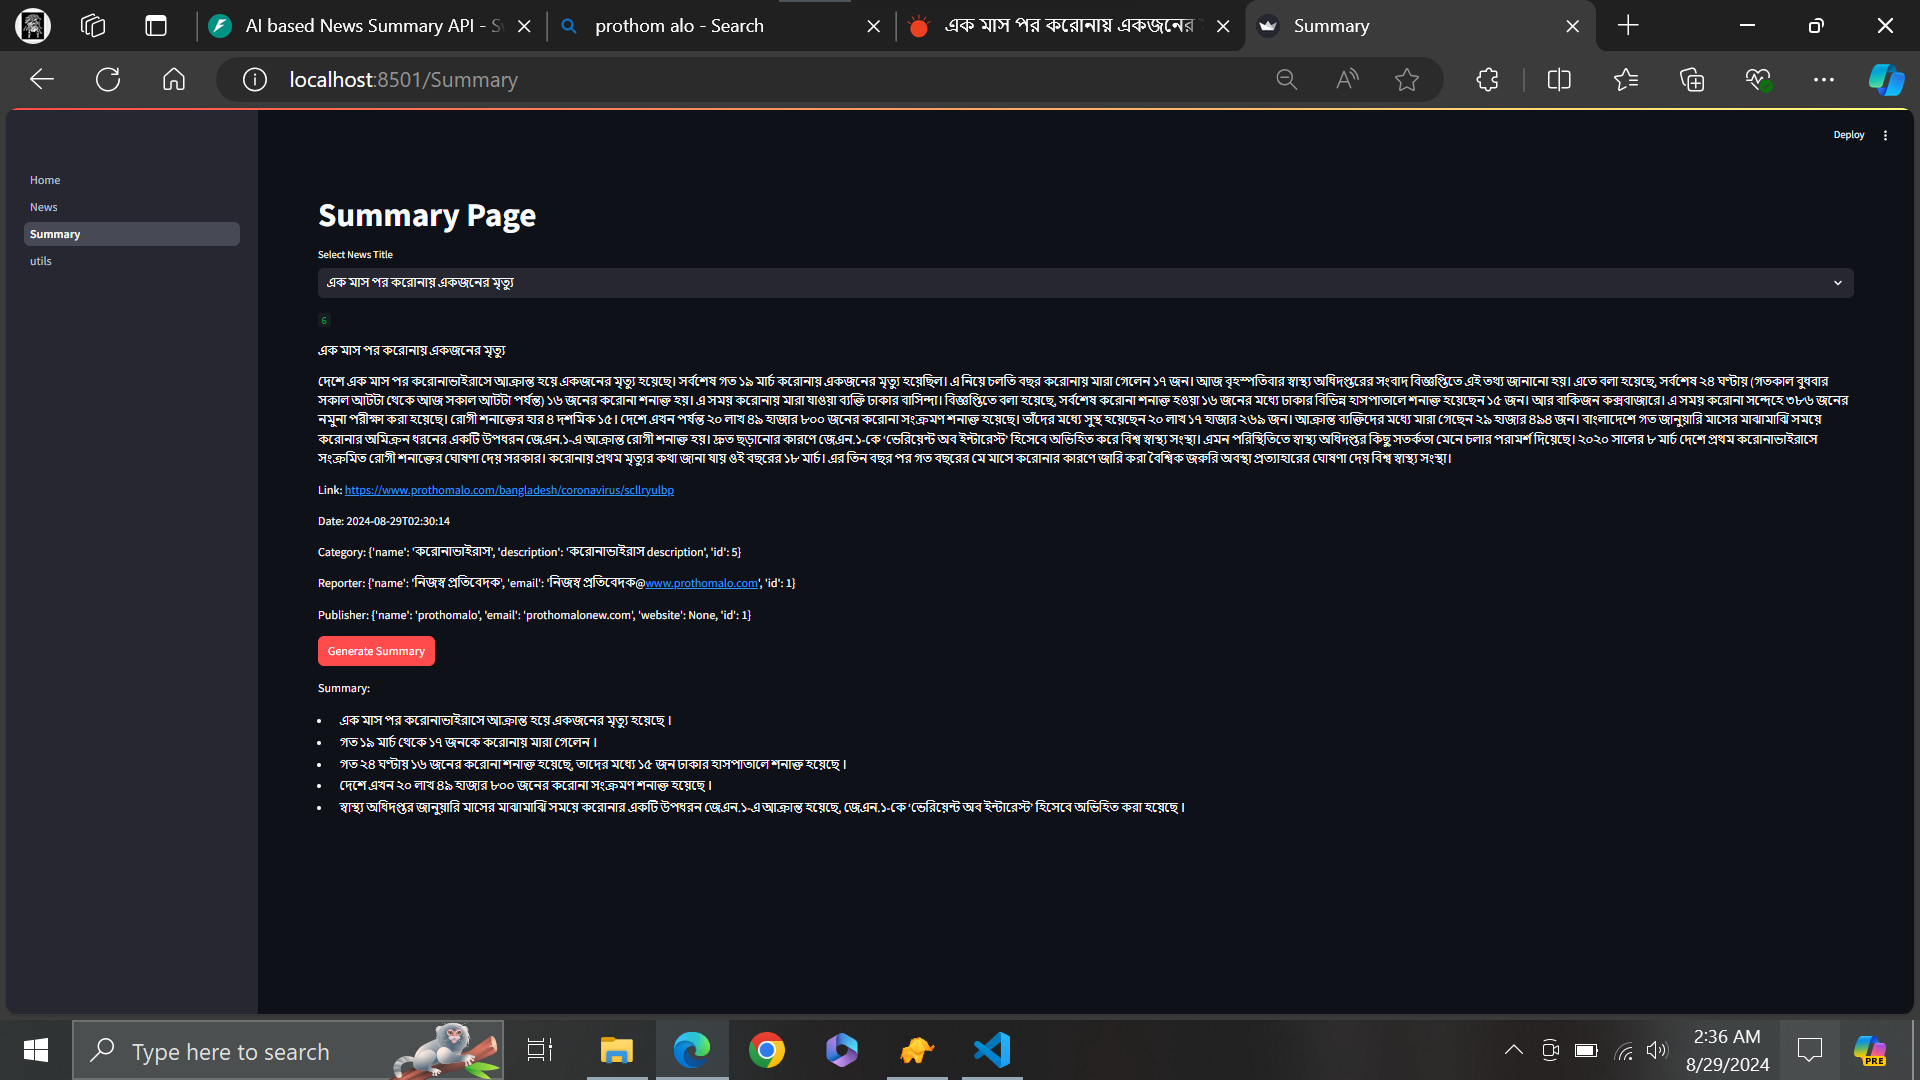 AI based News Summary API - S
prothom alo - Search
এক মাস পর করোনায় একজনের
Summary
localhost:8501/Summary
Deploy
Home
News
Summary
utils
Summary Page
Select News Title
এক মাস পর করোনায় একজনের মৃত্যু
6
এক মাস পর করোনায় একজনের মৃত্যু
দেশে এক মাস পর করোনাভাইরাসে আক্রান্ত হয়ে একজনের মৃত্যু হয়েছে। সর্বশেষ গত ১৯ মার্চ করোনায় একজনের মৃত্যু হয়েছিল। এ নিয়ে চলতি বছর করোনায় মারা গেলেন ১৭ জন। আজ বৃহস্পতিবার স্বাস্থ্য অধিদপ্তরের সংবাদ বিজ্ঞপ্তিতে এই তথ্য জানানো হয়। এতে বলা হয়েছে, সর্বশেষ ২৪ ঘণ্টায় (গতকাল বুধবার
সকাল আটটা থেকে আজ সকাল আটটা পর্যন্ত) ১৬ জনের করোনা শনাক্ত হয়। এ সময় করোনায় মারা যাওয়া ব্যক্তি ঢাকার বাসিন্দা। বিজ্ঞপ্তিতে বলা হয়েছে, সর্বশেষ করোনা শনাক্ত হওয়া ১৬ জনের মধ্যে ঢাকার বিভিন্ন হাসপাতালে শনাক্ত হয়েছেন ১৫ জন। আর বাকিজন কক্সবাজারে। এ সময় করোনা সন্দেহে ৩৮৬ জনের
নমুনা পরীক্ষা করা হয়েছে। রোগী শনাক্তের হার ৪ দশমিক ১৫। দেশে এখন পর্যন্ত ২০ লাখ ৪৯ হাজার ৮০০ জনের করোনা সংক্রমণ শনাক্ত হয়েছে। তাঁদের মধ্যে সুস্থ হয়েছেন ২০ লাখ ১৭ হাজার ২৬৯ জন। আক্রান্ত ব্যক্তিদের মধ্যে মারা গেছেন ২৯ হাজার ৪৯৪ জন। বাংলাদেশে গত জানুয়ারি মাসের মাঝামাঝি সময়ে
করোনার অমিক্রন ধরনের একটি উপধরন জে.এন.১-এ আক্রান্ত রোগী শনাক্ত হয়। দ্রুত ছড়ানোর কারণে জে.এন.১-কে ‘ভেরিয়েন্ট অব ইন্টারেস্ট’ হিসেবে অভিহিত করে বিশ্ব স্বাস্থ্য সংস্থা। এমন পরিস্থিতিতে স্বাস্থ্য অধিদপ্তর কিছু সতর্কতা মেনে চলার পরামর্শ দিয়েছে। ২০২০ সালের ৮ মার্চ দেশে প্রথম করোনাভাইরাসে
সংক্রমিত রোগী শনাক্তের ঘোষণা দেয় সরকার। করোনায় প্রথম মৃত্যুর কথা জানা যায় ওই বছরের ১৮ মার্চ। এর তিন বছর পর গত বছরের মে মাসে করোনার কারণে জারি করা বৈশ্বিক জরুরি অবস্থা প্রত্যাহারের ঘোষণা দেয় বিশ্ব স্বাস্থ্য সংস্থা।
Link: https://www.prothomalo.com/bangladesh/coronavirus/scllryulbp
Date: 2024-08-29T02:30:14
Category: {'name': 'করোনাভাইরাস', 'description': 'করোনাভাইরাস description', 'id': 5}
Reporter: {'name': 'নিজস্ব প্রতিবেদক', 'email': 'নিজস্ব প্রতিবেদক@www.prothomalo.com', 'id': 1}
Publisher: {'name': 'prothomalo', 'email': 'prothomalonew.com', 'website': None, 'id': 1}
Generate Summary
Summary:
• এক মাস পর করোনাভাইরাসে আক্রান্ত হয়ে একজনের মৃত্যু হয়েছে ।
• গত ১৯ মার্চ থেকে ১৭ জনকে করোনায় মারা গেলেন ।
• গত ২৪ ঘণ্টায় ১৬ জনের করোনা শনাক্ত হয়েছে, তাদের মধ্যে ১৫ জন ঢাকার হাসপাতালে শনাক্ত হয়েছে ।
• দেশে এখন ২০ লাখ ৪৯ হাজার ৮০০ জনের করোনা সংক্রমণ শনাক্ত হয়েছে ।
• স্বাস্থ্য অধিদপ্তর জানুয়ারি মাসের মাঝামাঝি সময়ে করোনার একটি উপধরন জেএন.১-এ আক্রান্ত হয়েছে, জেএন.১-কে ‘ভেরিয়েন্ট অব ইন্টারেস্ট’ হিসেবে অভিহিত করা হয়েছে ।
Type here to search
2:36 AM
8/29/2024
PRE